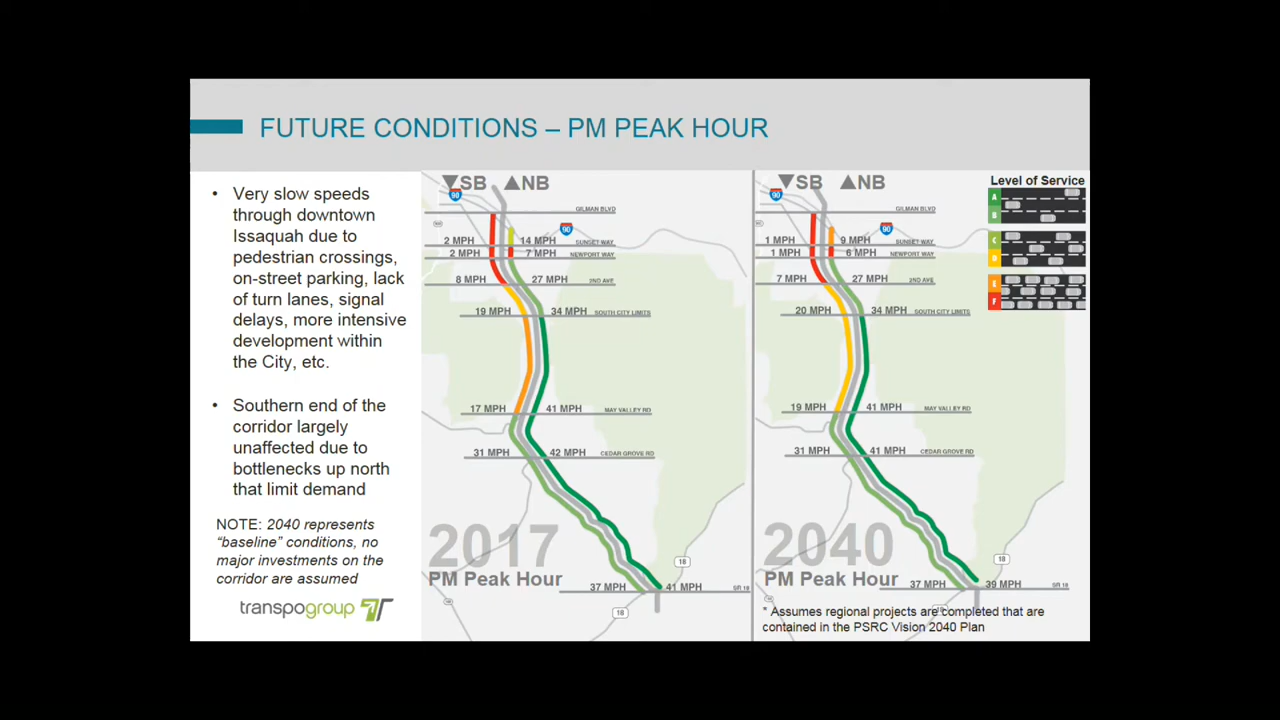 FUTURE CONDITIONS – PM PEAK HOUR
• Very slow speeds
through downtown
Issaquah due to
pedestrian crossings,
on-street parking, lack
of turn lanes, signal
delays, more intensive
development within
the City, etc.
• Southern end of the
corridor largely
unaffected due to
bottlenecks up north
that limit demand
NOTE: 2040 represents
“baseline” conditions, no
major investments on the
corridor are assumed
transpogroup
SB NB
90
GILMAN BLVD
90
2 MPH 14 MPH SUNSET WAY
2 MPH 7 MPH NEWPORT WAY
8 MPH 27 MPH 2ND AVE
19 MPH 34 MPH SOUTH CITY LIMITS
17 MPH 41 MPH MAY VALLEY RD
31 MPH 42 MPH CEDAR GROVE RD
2017
PM Peak Hour
18
37 MPH 41 MPH SR 18
18
SB NB
90
GILMAN BLVD
90
1 MPH 9 MPH SUNSET WAY
1 MPH 6 MPH NEWPORT WAY
7 MPH 27 MPH 2ND AVE
20 MPH 34 MPH SOUTH CITY LIMITS
19 MPH 41 MPH MAY VALLEY RD
31 MPH 41 MPH CEDAR GROVE RD
2040
PM Peak Hour
18
37 MPH 39 MPH SR 18
18
* Assumes regional projects are completed that are
contained in the PSRC Vision 2040 Plan
Level of Service
A
B
C
D
E
F